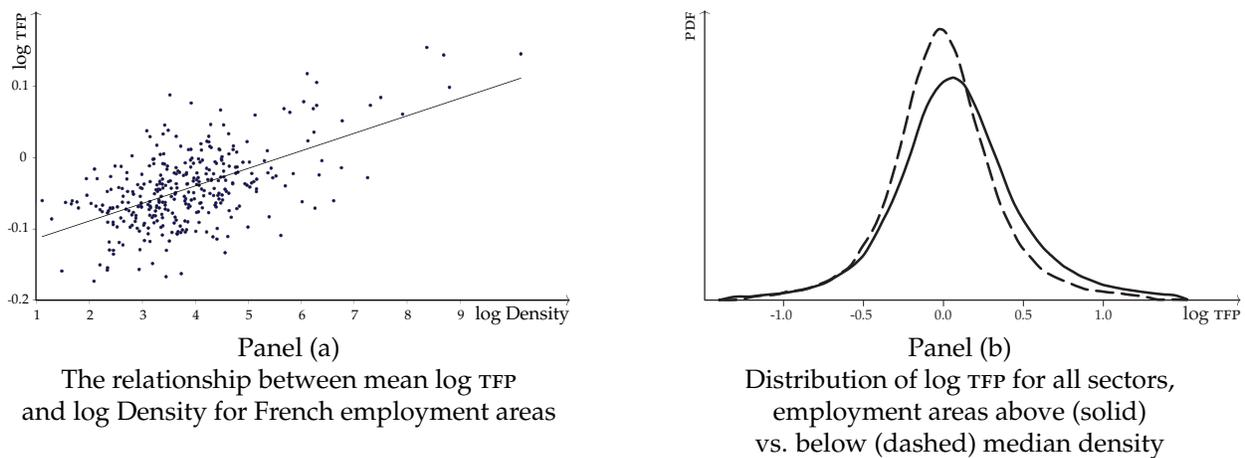 log TFP
0.1
0
-0.1
-0.2
1 2 3 4 5 6 7 8 9 log Density
Panel (a)
The relationship between mean log TFP
and log Density for French employment areas
PDF
-1.0 -0.5 0.0 0.5 1.0 log TFP
Panel (b)
Distribution of log TFP for all sectors,
employment areas above (solid)
vs. below (dashed) median density